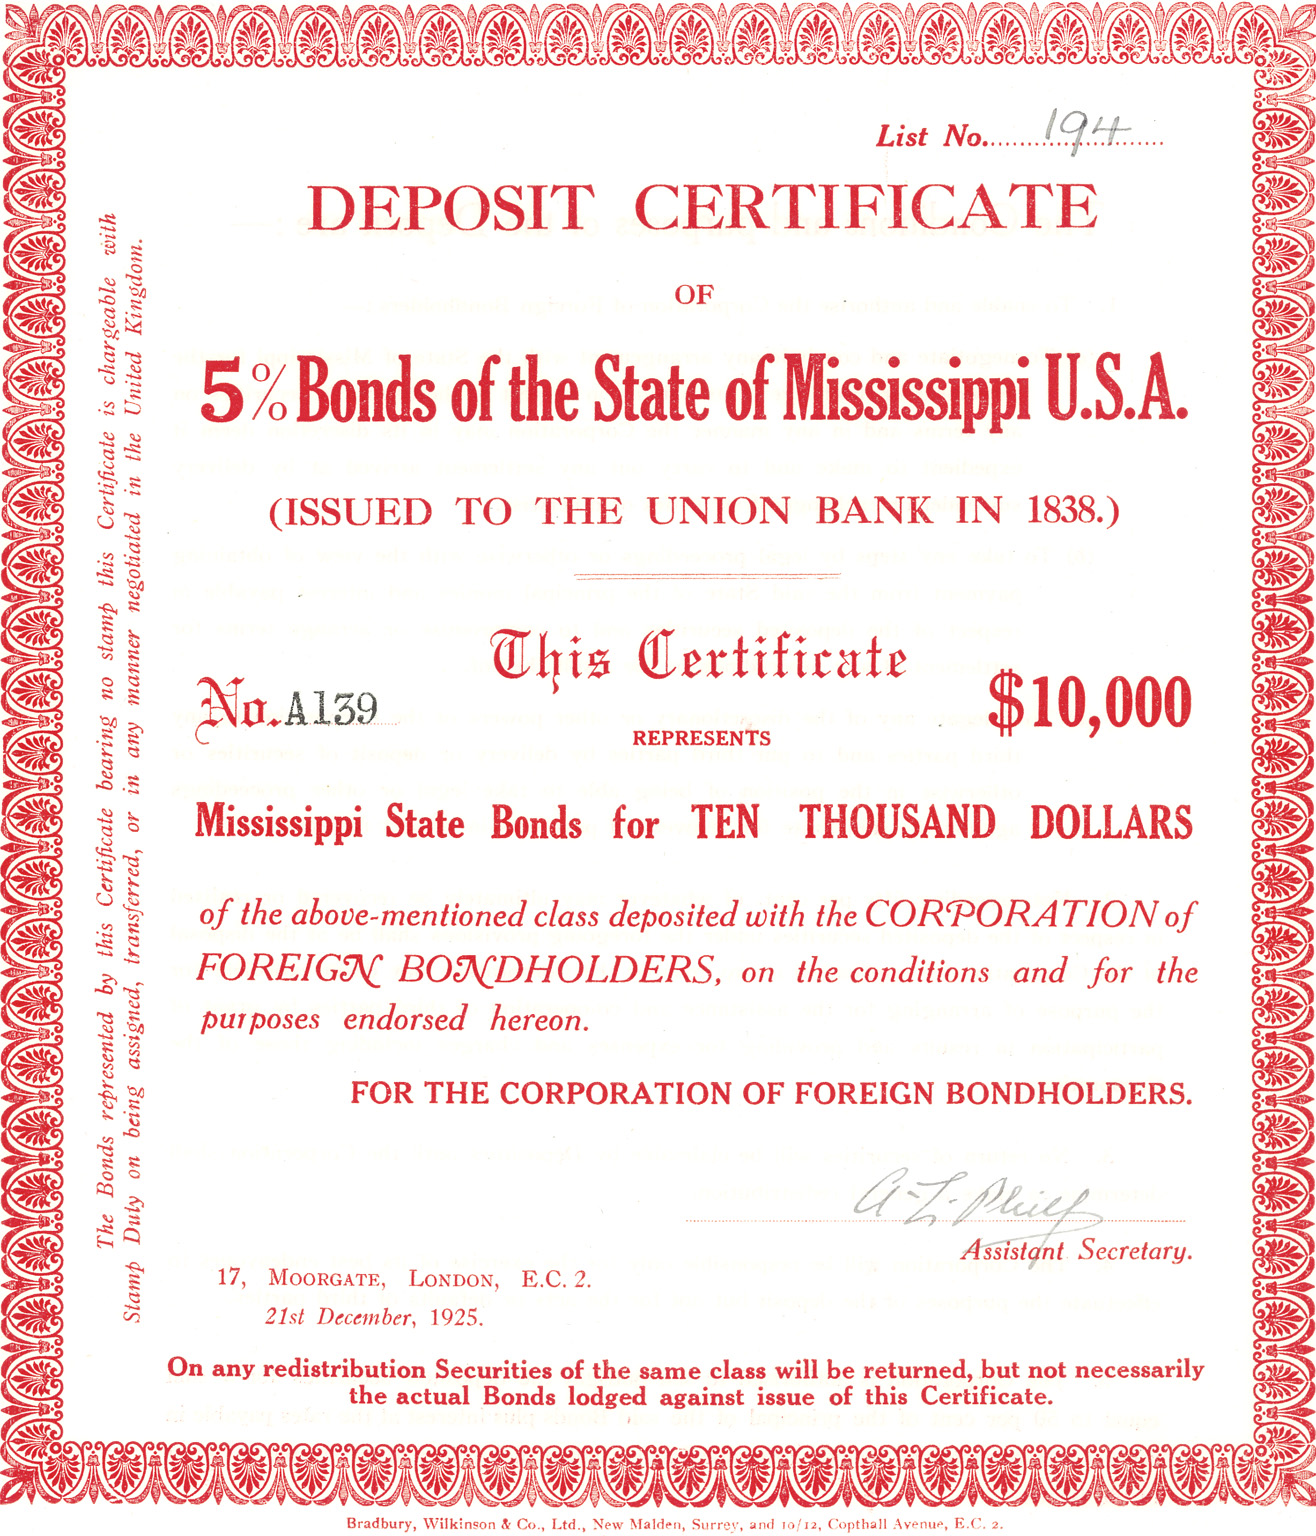 List No. 194
DEPOSIT CERTIFICATE
OF
5% Bonds of the State of Mississippi U.S.A.
(ISSUED TO THE UNION BANK IN 1838.)
This Certificate
No. A139
$10,000
REPRESENTS
Mississippi State Bonds for TEN THOUSAND DOLLARS
of the above-mentioned class deposited with the CORPORATION of
FOREIGN BONDHOLDERS, on the conditions and for the
purposes endorsed hereon.
FOR THE CORPORATION OF FOREIGN BONDHOLDERS.
A. L.
Assistant Secretary.
17, MOORGATE, LONDON, E.C. 2.
21st December, 1925.
On any redistribution Securities of the same class will be returned, but not necessarily
the actual Bonds lodged against issue of this Certificate.
The Bonds represented by this Certificate bearing no stamp this Certificate is chargeable with
Stamp Duty on being assigned, transferred, or in any manner negotiated in the United Kingdom.
Bradbury, Wilkinson & Co., Ltd., New Malden, Surrey, and 10/12, Copthall Avenue, E.C. 2.